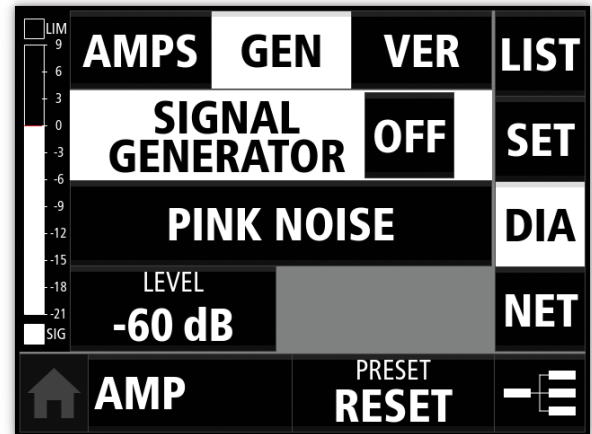 LIM
9
6
3
0
-3
-6
-9
-12
-15
-18
-21
SIG
AMPS GEN VER LIST
SIGNAL
GENERATOR OFF SET
PINK NOISE DIA
LEVEL
-60 dB NET
AMP
PRESET
RESET